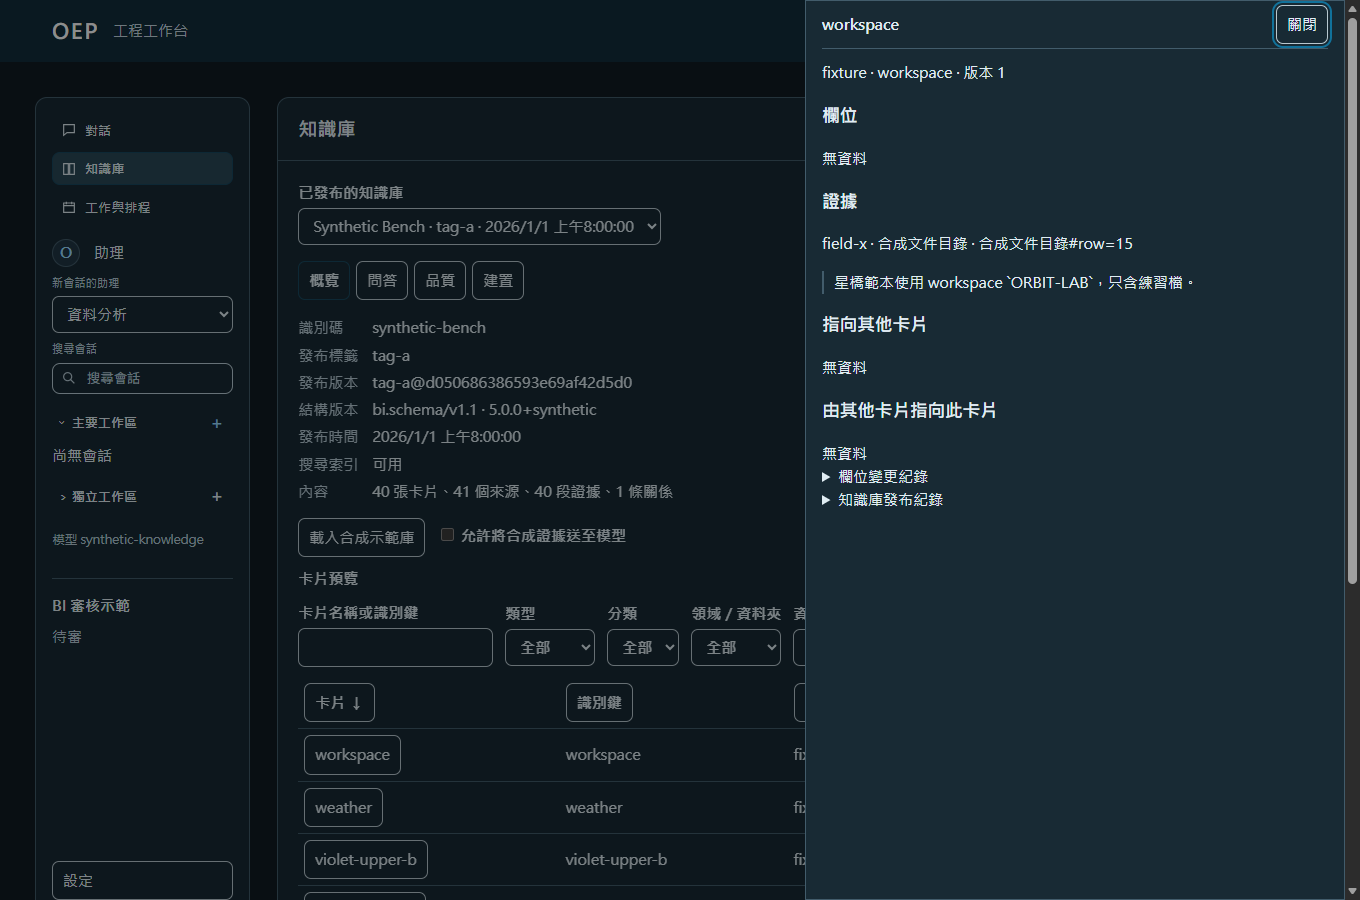 OEP 工程工作台
對話
知識庫
工作與排程
O 助理
新會話的助理
資料分析
搜尋會話
搜尋會話
主要工作區 +
尚無會話
獨立工作區 +
模型 synthetic-knowledge
BI 審核示範
待審
設定
知識庫
已發布的知識庫
Synthetic Bench · tag-a · 2026/1/1 上午8:00:00
概覽 問答 品質 建置
識別碼 synthetic-bench
發布標籤 tag-a
發布版本 tag-a@d050686386593e69af42d5d0
結構版本 bi.schema/v1.1 · 5.0.0+synthetic
發布時間 2026/1/1 上午8:00:00
搜尋索引 可用
內容 40 張卡片、41 個來源、40 段證據、1 條關係
載入合成示範庫 允許將合成證據送至模型
卡片預覽
卡片名稱或識別鍵 類型 分類 領域 / 資料夾
全部 全部 全部
卡片 ↓ 識別鍵
workspace workspace
weather weather
violet-upper-b violet-upper-b
workspace 關閉
fixture · workspace · 版本 1
欄位
無資料
證據
field-x · 合成文件目錄 · 合成文件目錄#row=15
星橋範本使用 workspace `ORBIT-LAB`，只含練習檔。
指向其他卡片
無資料
由其他卡片指向此卡片
無資料
欄位變更紀錄
知識庫發布紀錄